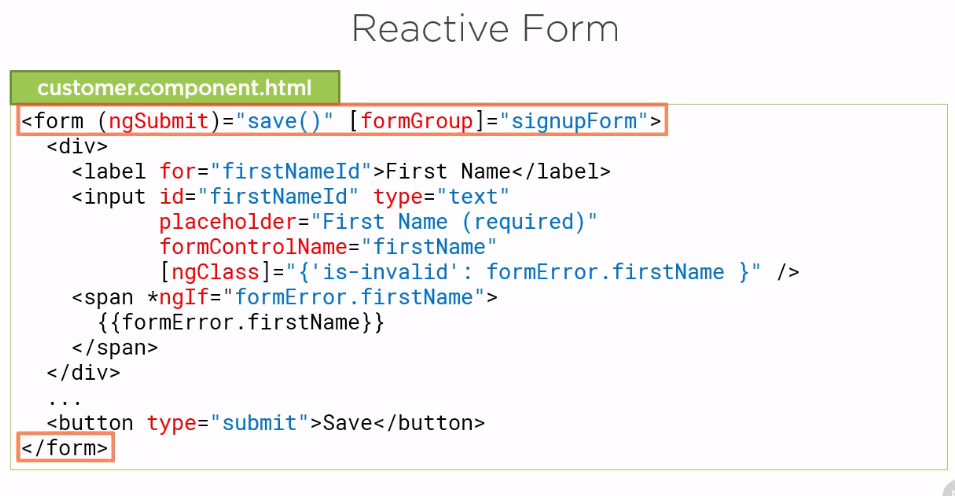 Reactive Form
customer.component.html
<form (ngSubmit)="save()" [formGroup]="signupForm">
<div>
<label for="firstNameId">First Name</label>
<input id="firstNameId" type="text"
placeholder="First Name (required)"
formControlName="firstName"
[ngClass]="{'is-invalid': formError.firstName }" />
<span *ngIf="formError.firstName">
{{formError.firstName}}
</span>
</div>
...
<button type="submit">Save</button>
</form>